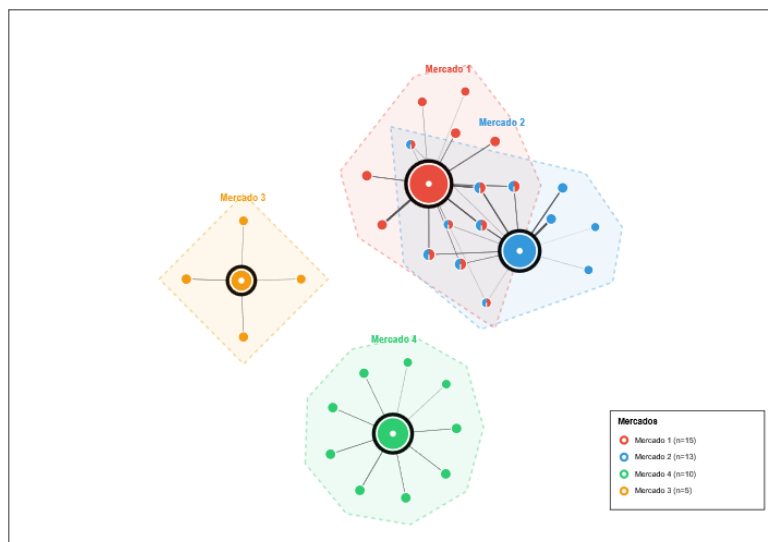 Mercado 1
Mercado 2
Mercado 3
Mercado 4
Mercados
Mercado 1 (n=15)
Mercado 2 (n=13)
Mercado 4 (n=10)
Mercado 3 (n=5)